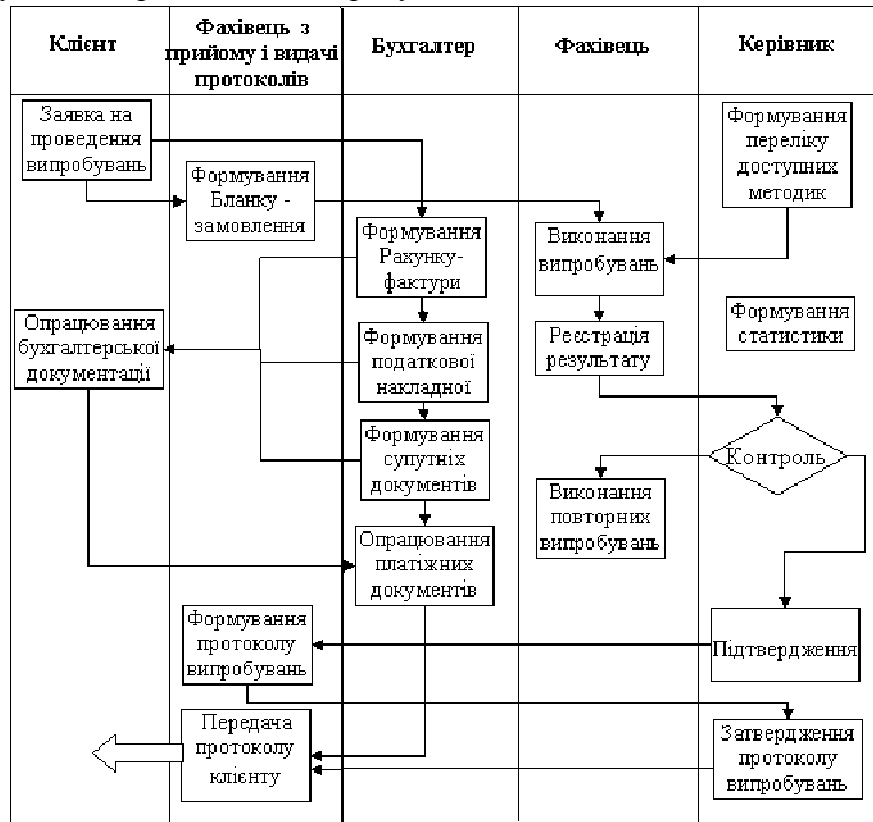 Клієнт
Фахівець з
прийому і видачі
протоколів
Бухгалтер
Фахівець
Керівник
Заявка на
проведення
випробувань
Формування
переліку
доступних
методик
Формування
Бланку -
замовлення
Формування
Рахунку-
фактури
Виконання
випробувань
Опрацювання
бухгалтерської
документації
Формування
податкової
накладної
Реєстрація
результату
Формування
статистики
Формування
супутніх
документів
Контроль
Виконання
повторних
випробувань
Опрацювання
платіжних
документів
Формування
протоколу
випробувань
Підтвердження
Передача
протоколу
клієнту
Затвердження
протоколу
випробувань